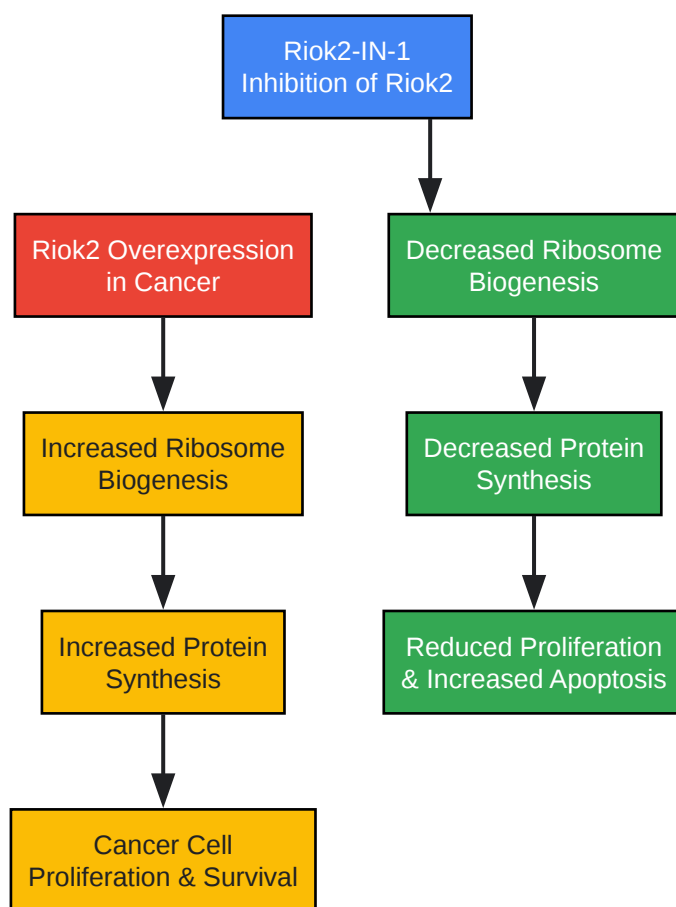 Riok2-IN-1
Inhibition of Riok2
Riok2 Overexpression
in Cancer
Decreased Ribosome
Biogenesis
Increased Ribosome
Biogenesis
Decreased Protein
Synthesis
Increased Protein
Synthesis
Reduced Proliferation
& Increased Apoptosis
Cancer Cell
Proliferation & Survival